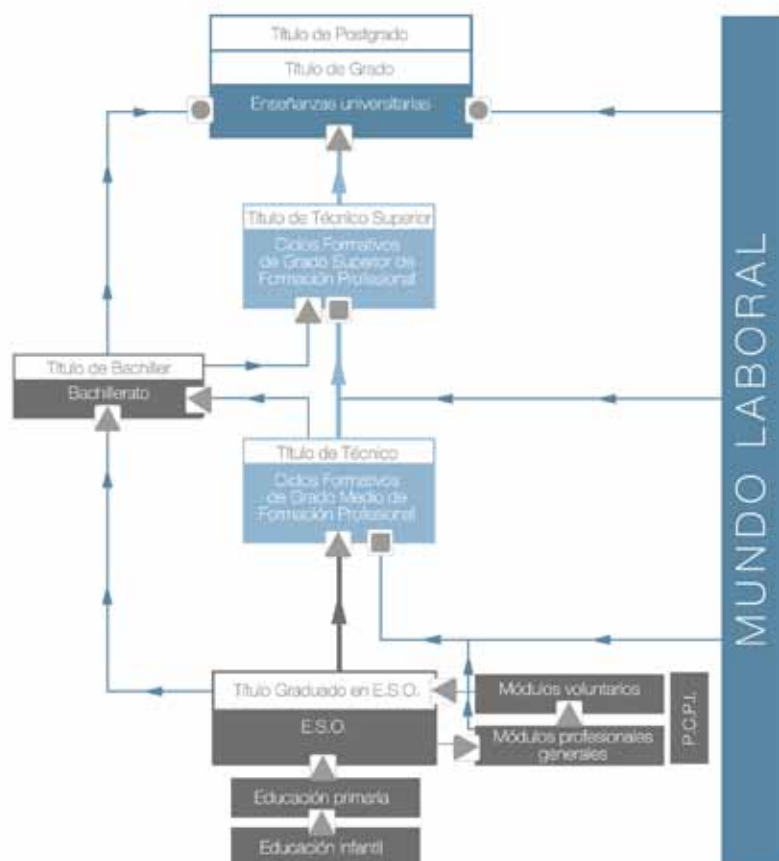 Título de Postgrado
Título de Grado
Enseñanzas universitarias
Título de Técnico Superior
Ciclos Formativos
de Grado Superior de
Formación Profesional
Título de Bachiller
Bachillerato
Título de Técnico
Ciclos Formativos
de Grado Medio de
Formación Profesional
Título Graduado en E.S.O.
E.S.O.
Módulos voluntarios
Módulos profesionales
generales
P.C.P.I.
Educación primaria
Educación infantil
MUNDO LABORAL